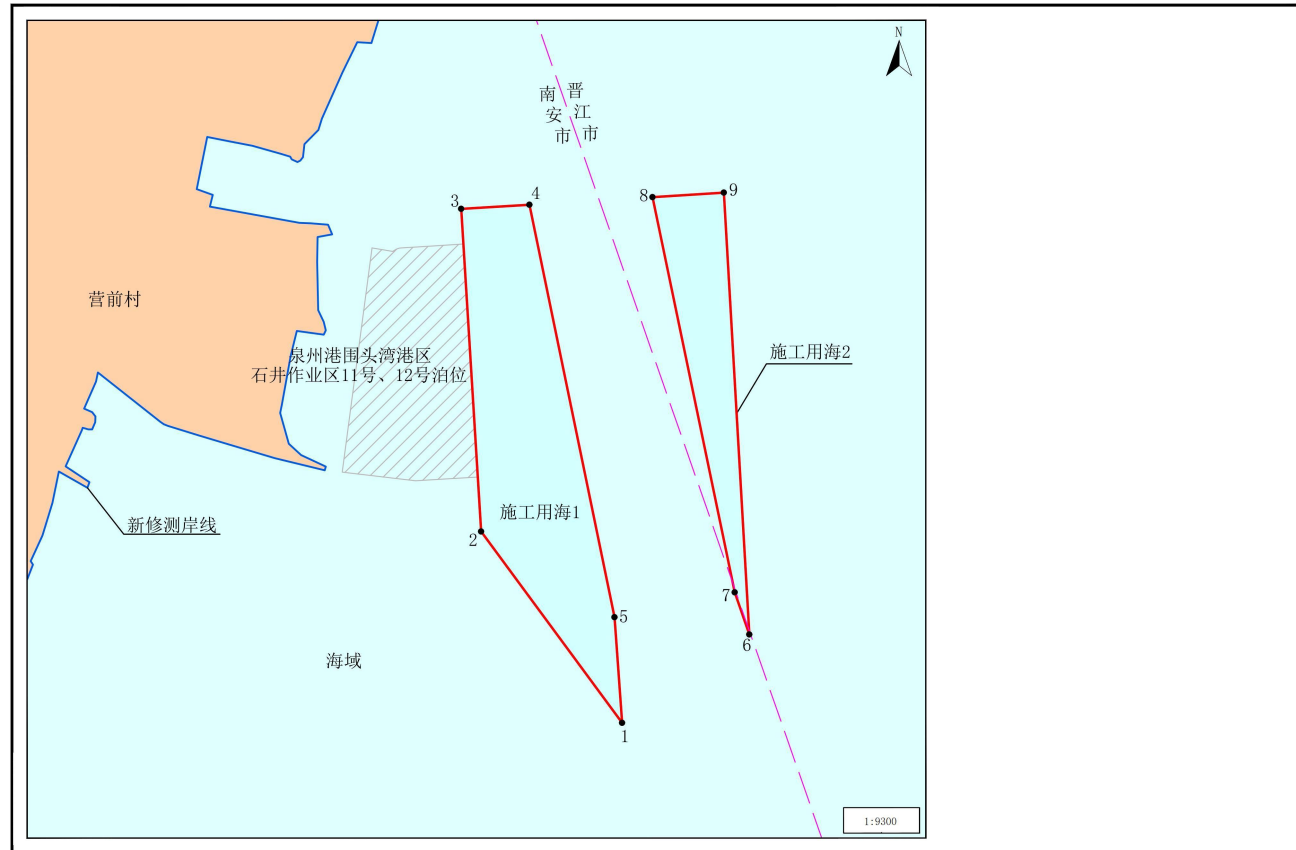 N
晋江市
南安市
3
4
8
9
营前村
泉州港围头湾港区
石井作业区11号、12号泊位
施工用海2
施工用海1
新修测岸线
2
7
5
6
海域
1
1:9300